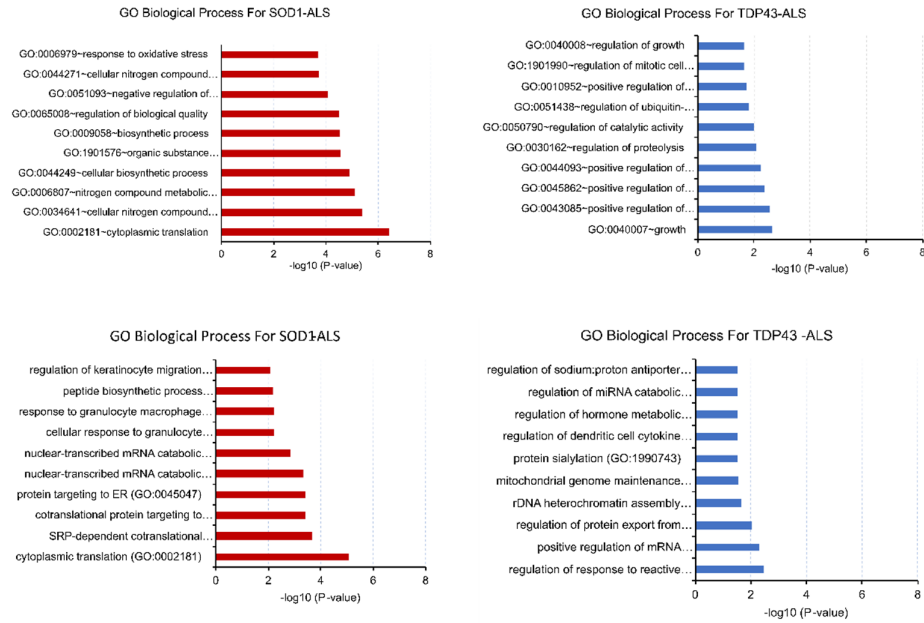 GO Biological Process For SOD1-ALS
GO:0006979~response to oxidative stress
GO:0044271~cellular nitrogen compound…
GO:0051093~negative regulation of…
GO:0065008~regulation of biological quality
GO:0009058~biosynthetic process
GO:1901576~organic substance…
GO:0044249~cellular biosynthetic process
GO:0006807~nitrogen compound metabolic…
GO:0034641~cellular nitrogen compound…
GO:0002181~cytoplasmic translation
0 2 4 6 8
-log10 (P-value)
GO Biological Process For TDP43-ALS
GO:0040008~regulation of growth
GO:1901990~regulation of mitotic cell…
GO:0010952~positive regulation of…
GO:0051438~regulation of ubiquitin-…
GO:0050790~regulation of catalytic activity
GO:0030162~regulation of proteolysis
GO:0044093~positive regulation of…
GO:0045862~positive regulation of…
GO:0043085~positive regulation of…
GO:0040007~growth
0 2 4 6 8
-log10 (P-value)
GO Biological Process For SOD1-ALS
regulation of keratinocyte migration…
peptide biosynthetic process…
response to granulocyte macrophage…
cellular response to granulocyte…
nuclear-transcribed mRNA catabolic…
nuclear-transcribed mRNA catabolic…
protein targeting to ER (GO:0045047)
cotranslational protein targeting to…
SRP-dependent cotranslational…
cytoplasmic translation (GO:0002181)
0 2 4 6 8
-log10 (P-value)
GO Biological Process For TDP43 -ALS
regulation of sodium:proton antiporter…
regulation of miRNA catabolic…
regulation of hormone metabolic…
regulation of dendritic cell cytokine…
protein sialylation (GO:1990743)
mitochondrial genome maintenance…
rDNA heterochromatin assembly…
regulation of protein export from…
positive regulation of mRNA…
regulation of response to reactive…
0 2 4 6 8
-log10 (P-value)